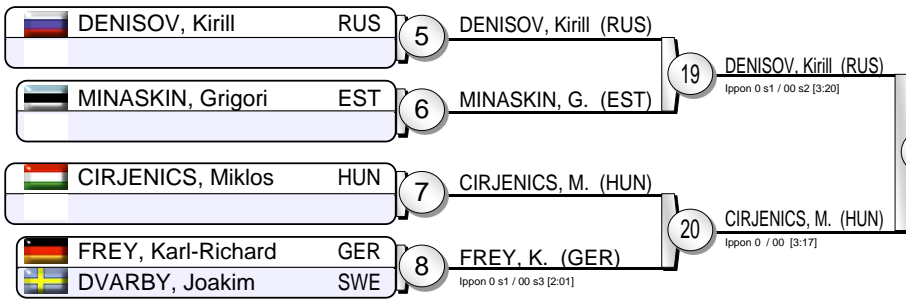 DENISOV, Kirill RUS
5
DENISOV, Kirill (RUS)
19
DENISOV, Kirill (RUS)
Ippon 0 s1 / 00 s2 [3:20]
MINASKIN, Grigori EST
6
MINASKIN, G. (EST)
CIRJENICS, Miklos HUN
7
CIRJENICS, M. (HUN)
20
CIRJENICS, M. (HUN)
Ippon 0 / 00 [3:17]
FREY, Karl-Richard GER
8
FREY, K. (GER)
Ippon 0 s1 / 00 s3 [2:01]
DVARBY, Joakim SWE